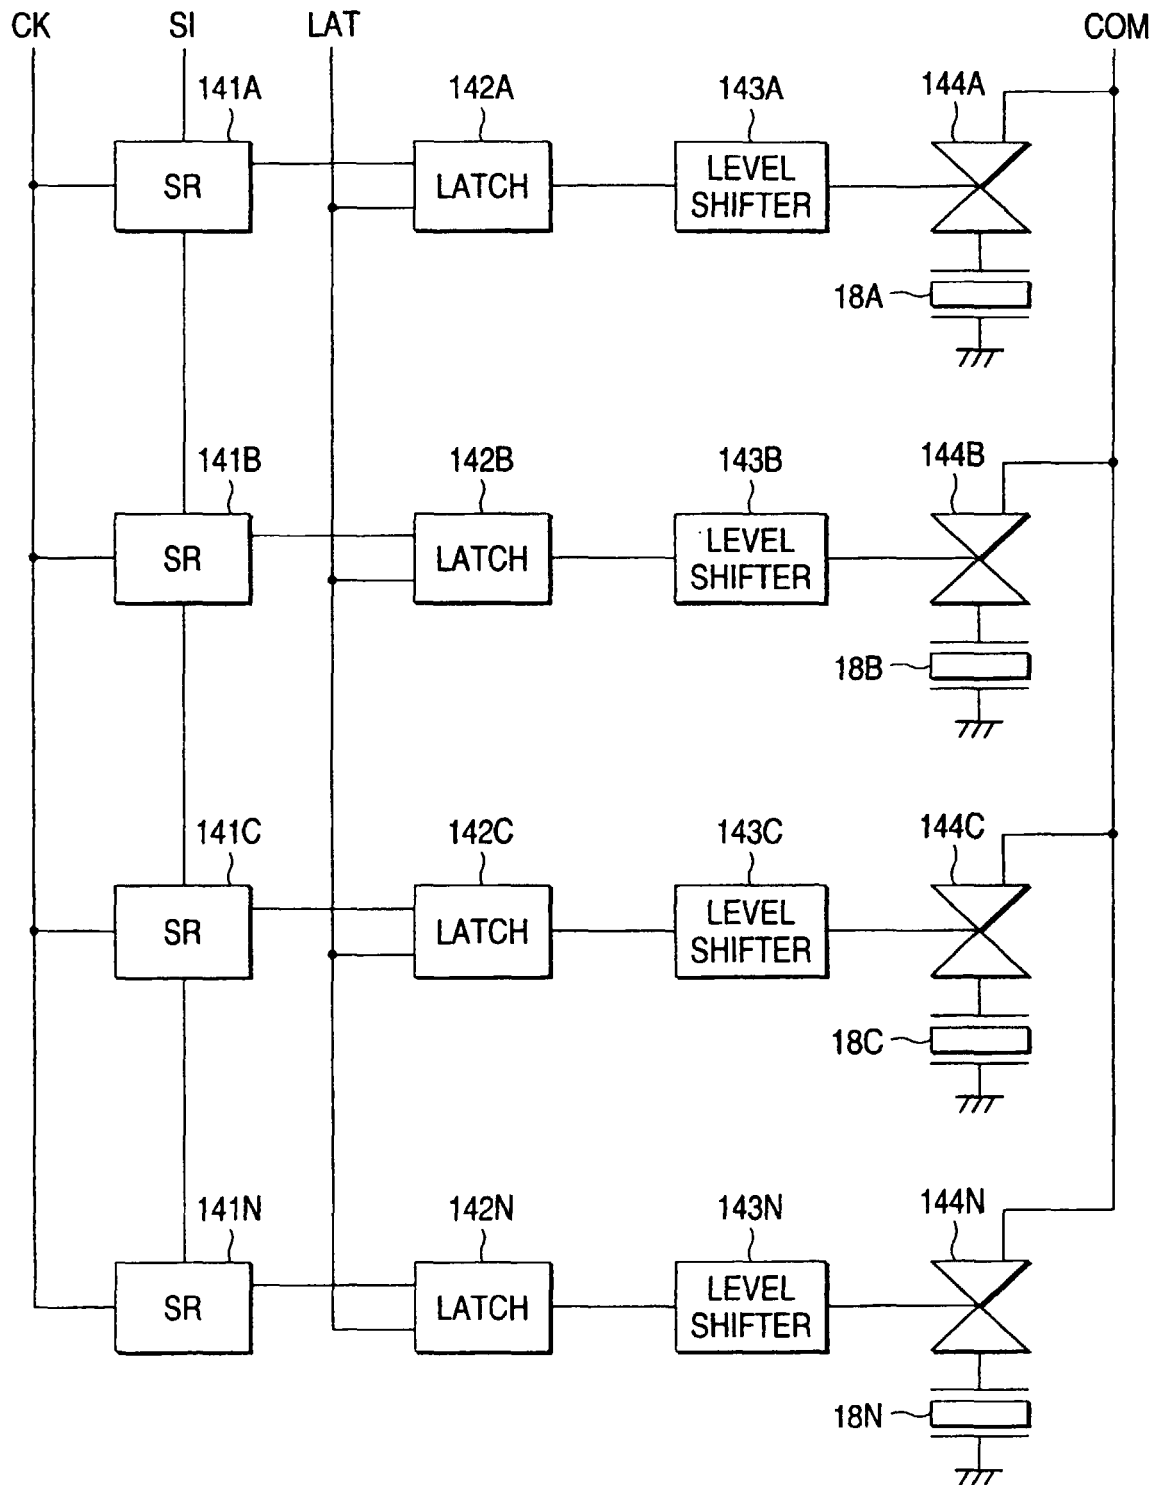 CK SI LAT COM
141A 142A 143A 144A
SR LATCH LEVEL
SHIFTER
18A
141B 142B 143B 144B
SR LATCH LEVEL
SHIFTER
18B
141C 142C 143C 144C
SR LATCH LEVEL
SHIFTER
18C
141N 142N 143N 144N
SR LATCH LEVEL
SHIFTER
18N